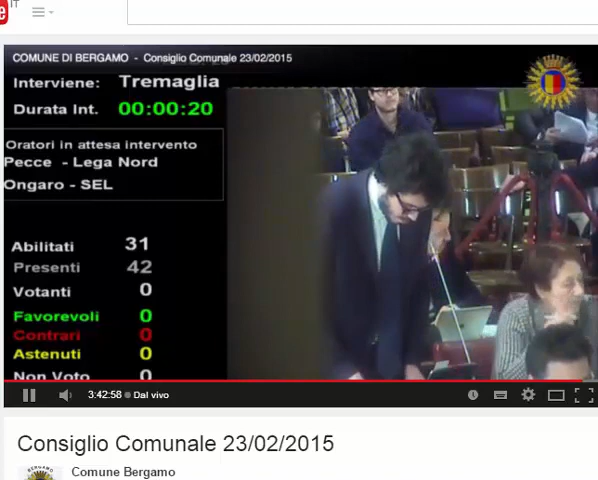 IT
COMUNE DI BERGAMO - Consiglio Comunale 23/02/2015
Interviene: Tremaglia
Durata Int. 00:00:20
Oratori in attesa intervento
Pecce - Lega Nord
Ongaro - SEL
Abilitati 31
Presenti 42
Votanti 0
Favorevoli 0
Contrari 0
Astenuti 0
Non Voto 0
3:42:58 Dal vivo
Consiglio Comunale 23/02/2015
BERGAMO
Comune Bergamo